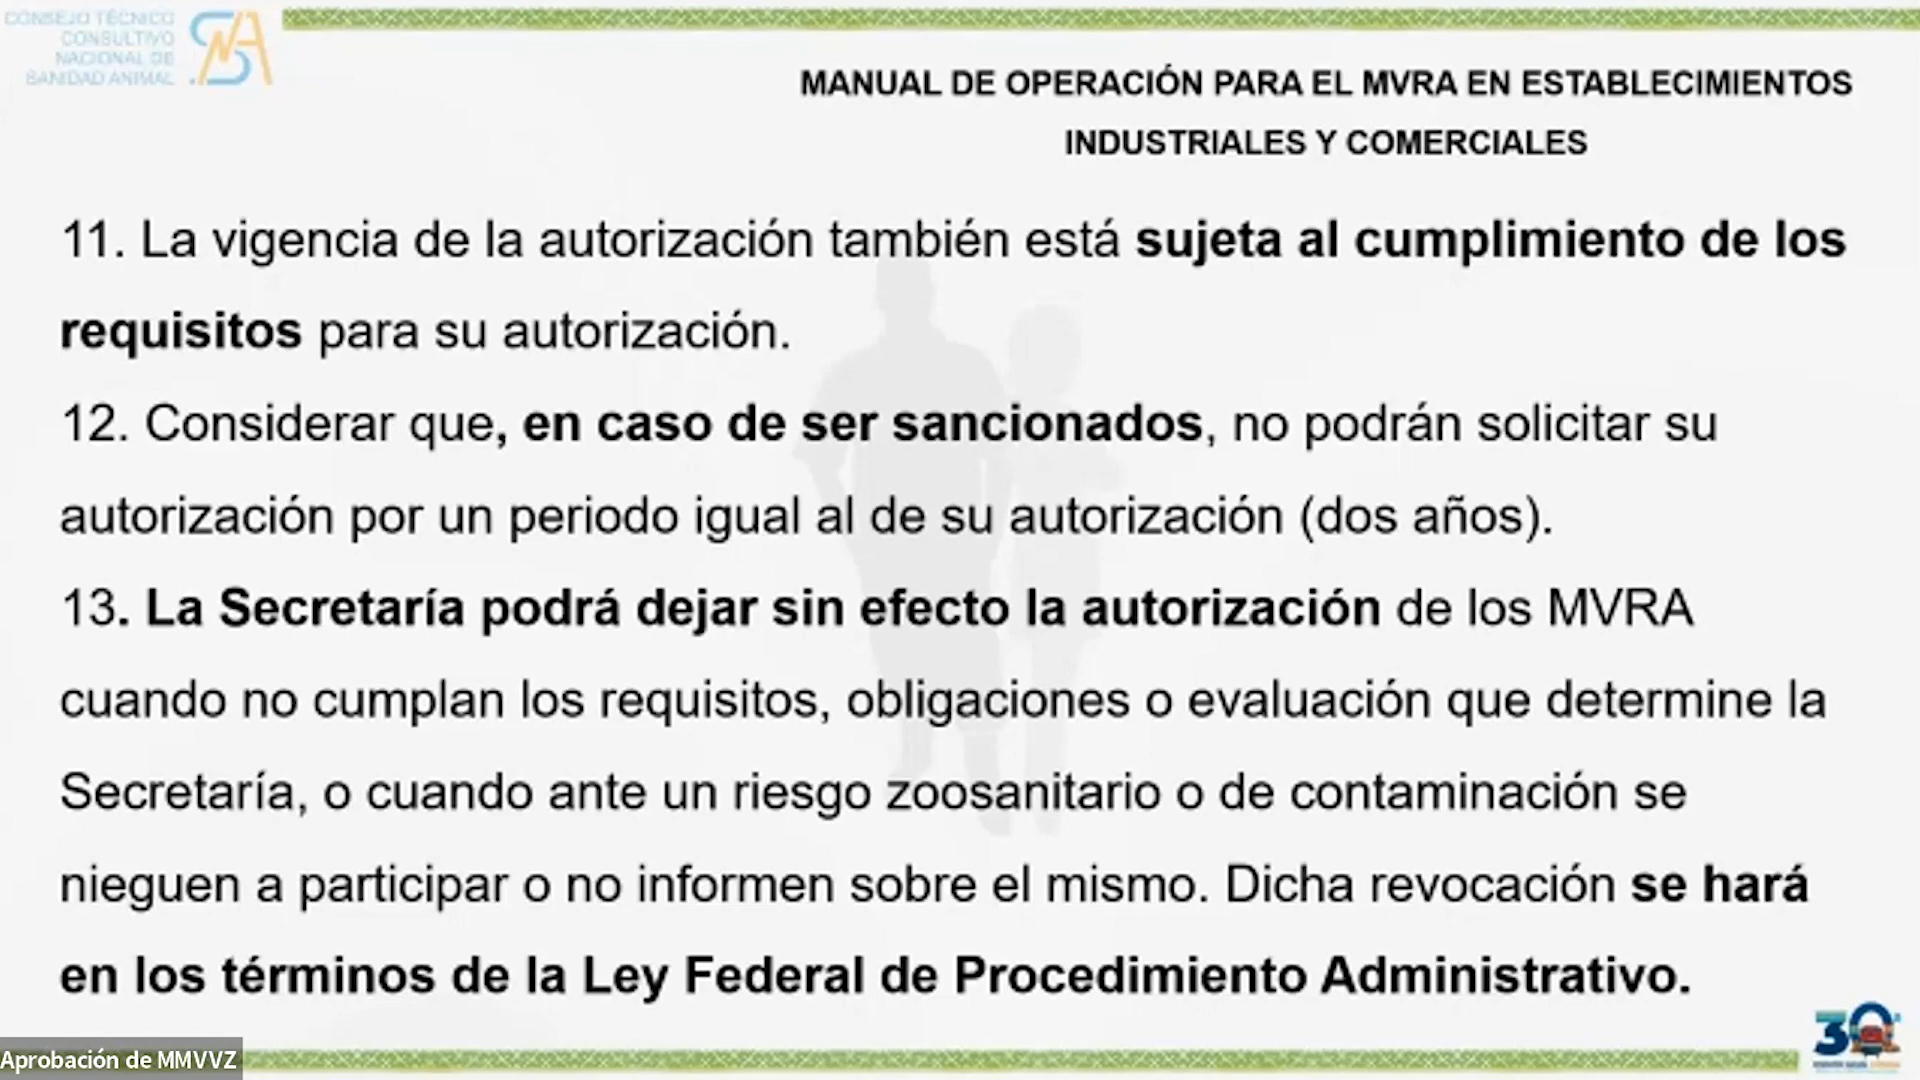 CONSEJO TÉCNICO
CONSULTIVO
NACIONAL DE
SANIDAD ANIMAL
MANUAL DE OPERACIÓN PARA EL MVRA EN ESTABLECIMIENTOS
INDUSTRIALES Y COMERCIALES
11. La vigencia de la autorización también está sujeta al cumplimiento de los
requisitos para su autorización.
12. Considerar que, en caso de ser sancionados, no podrán solicitar su
autorización por un periodo igual al de su autorización (dos años).
13. La Secretaría podrá dejar sin efecto la autorización de los MVRA
cuando no cumplan los requisitos, obligaciones o evaluación que determine la
Secretaría, o cuando ante un riesgo zoosanitario o de contaminación se
nieguen a participar o no informen sobre el mismo. Dicha revocación se hará
en los términos de la Ley Federal de Procedimiento Administrativo.
30
Aprobación de MMVVZ